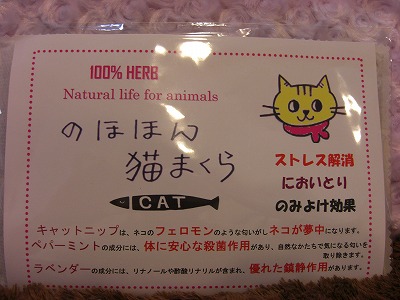 100% HERB
Natural life for animals
のほほん
猫まくら
ストレス解消
においとり
のみよけ効果
CAT
キャットニップは、ネコのフェロモンのような匂いがしネコが夢中になります。
ペパーミントの成分には、体に安心な殺菌作用があり、自然なかたちで気になる匂いを
取り除きます。
ラベンダーの成分には、リナノールや酢酸リナリルが含まれ、優れた鎮静作用があります。